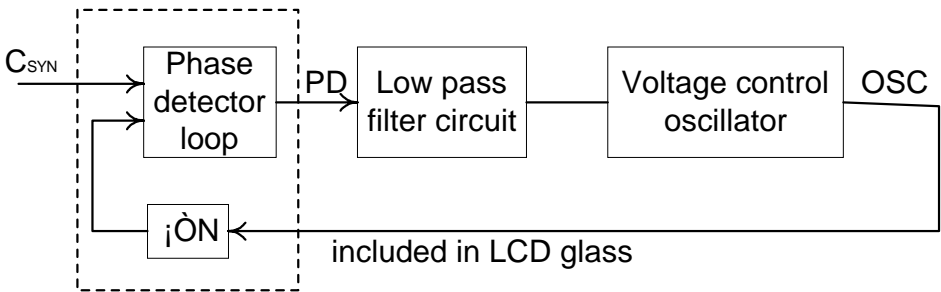 CSYN
Phase
detector
loop
PD
Low pass
filter circuit
Voltage control
oscillator
OSC
¡ÒN
included in LCD glass